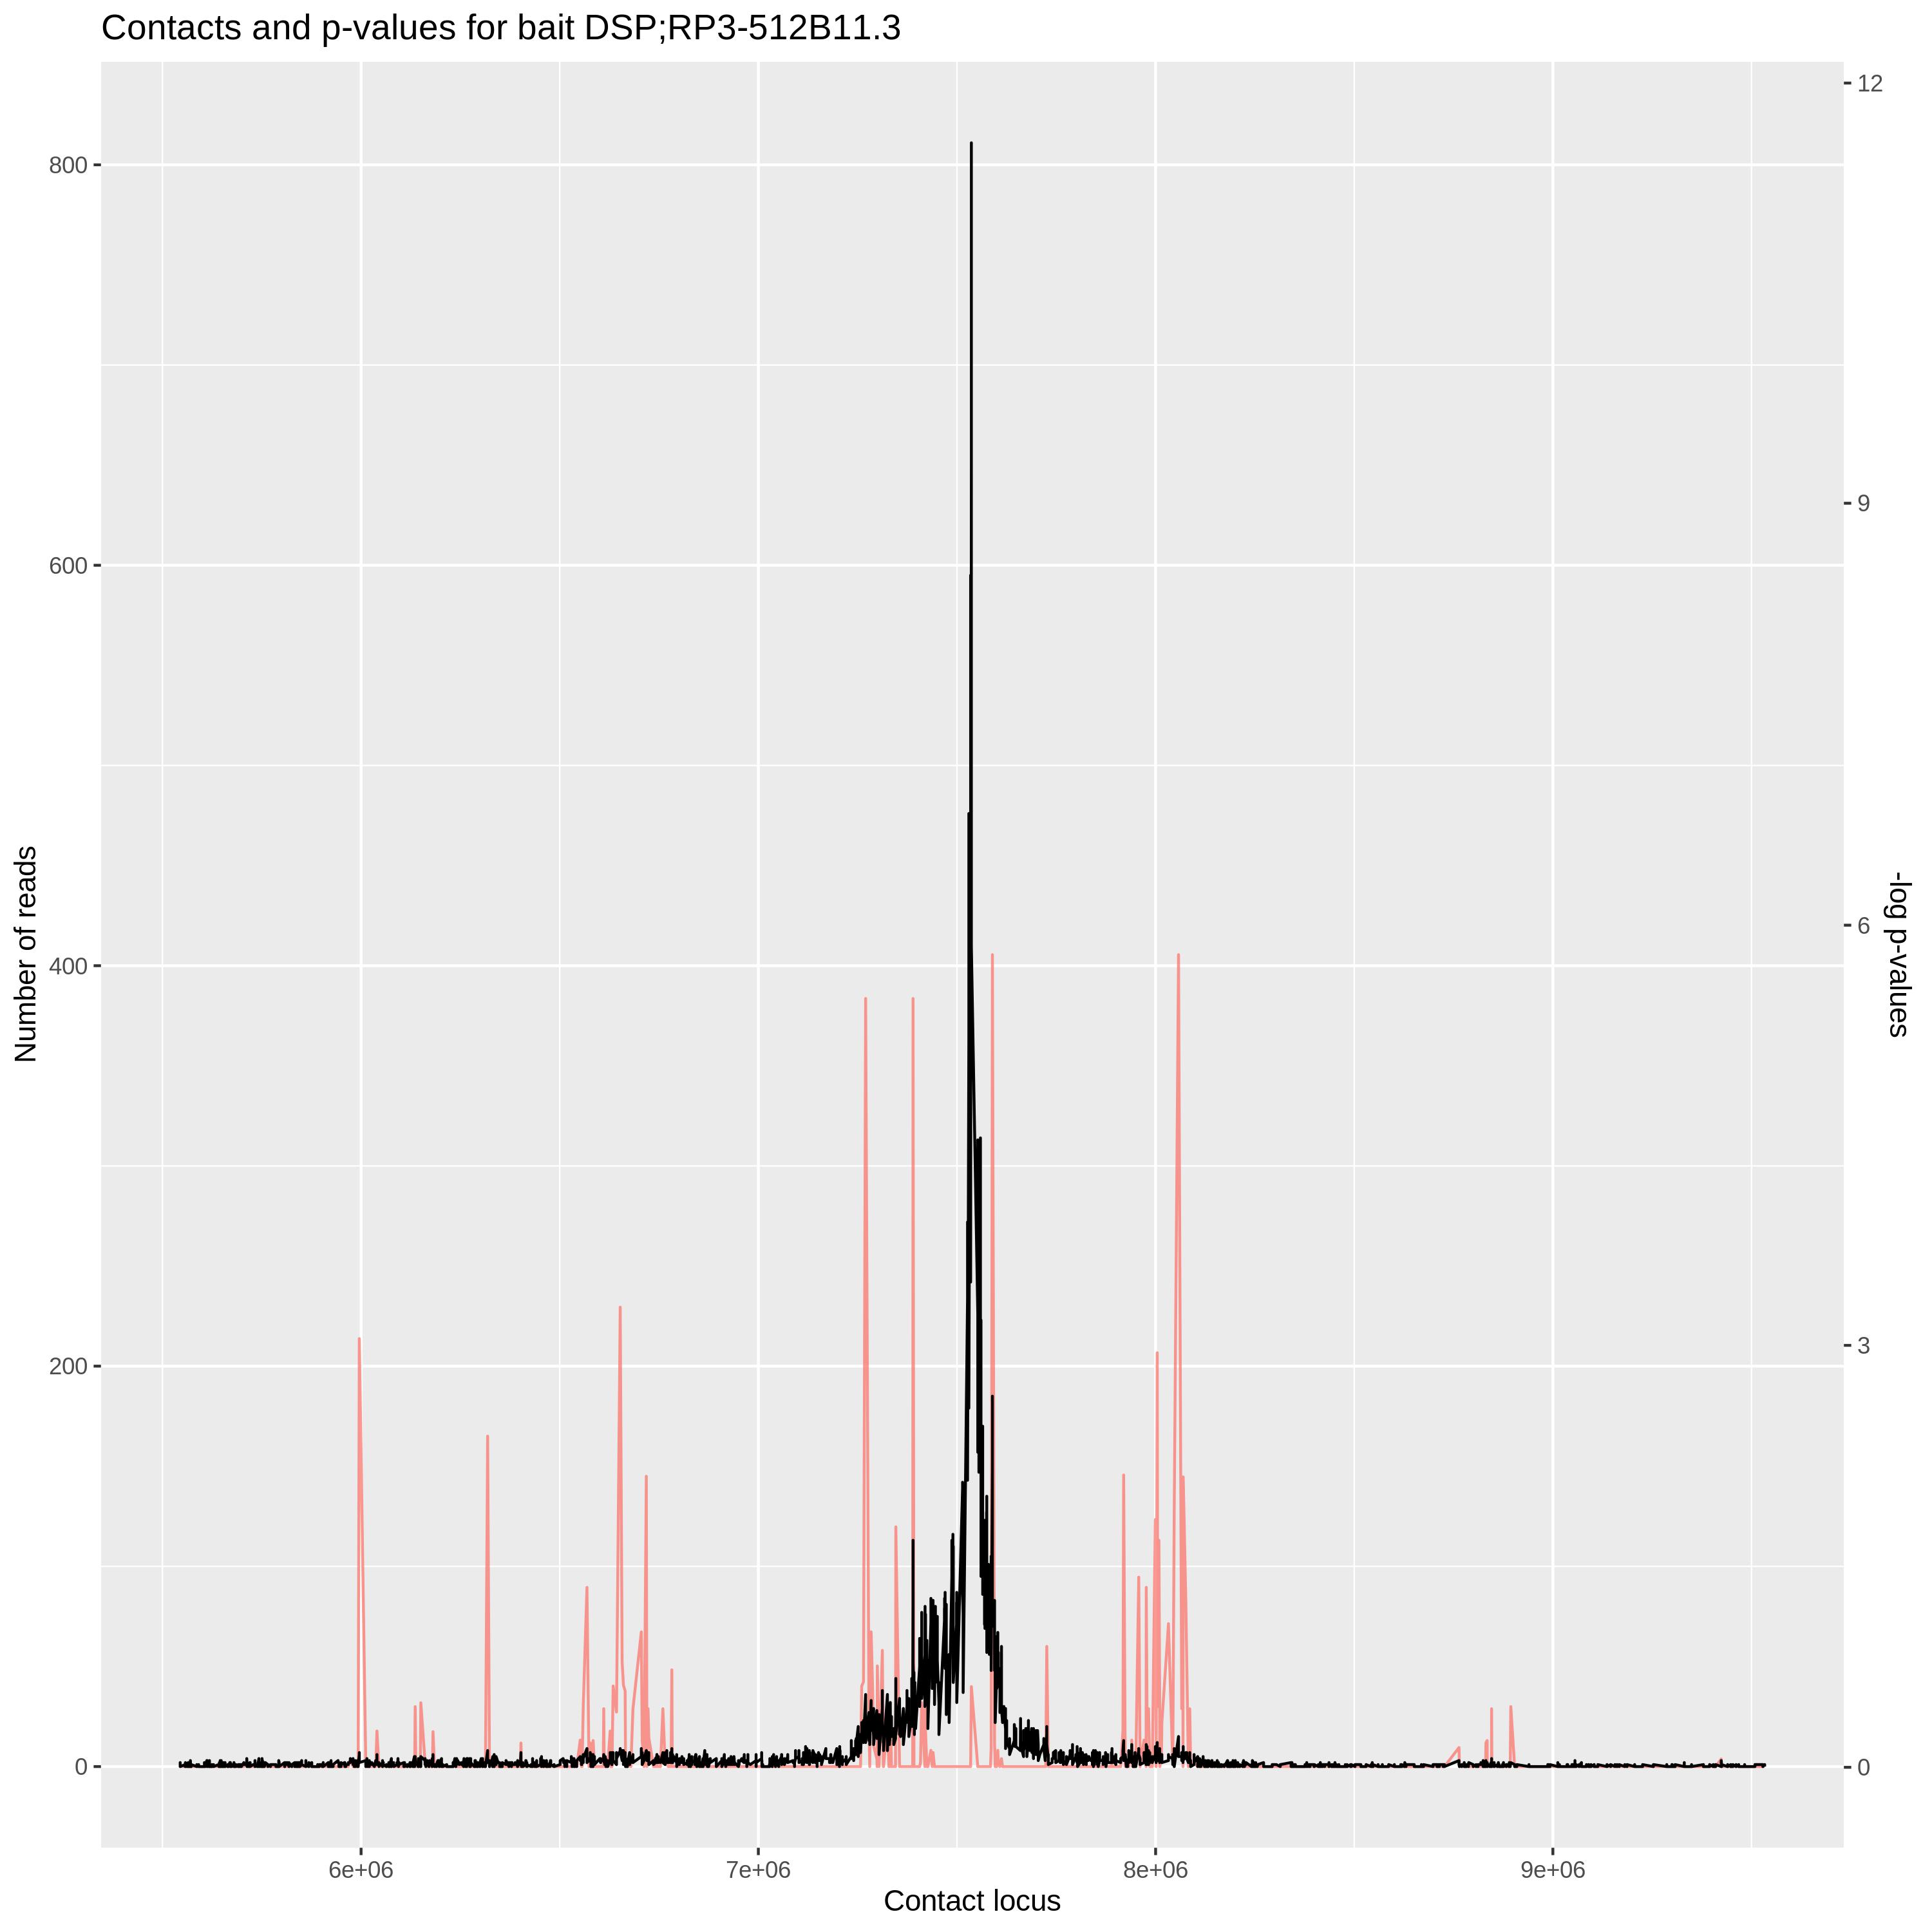 Contacts and p-values for bait DSP;RP3-512B11.3
800
600
400
200
0
Number of reads
12
9
6
3
0
-log p-values
6e+06
7e+06
8e+06
9e+06
Contact locus